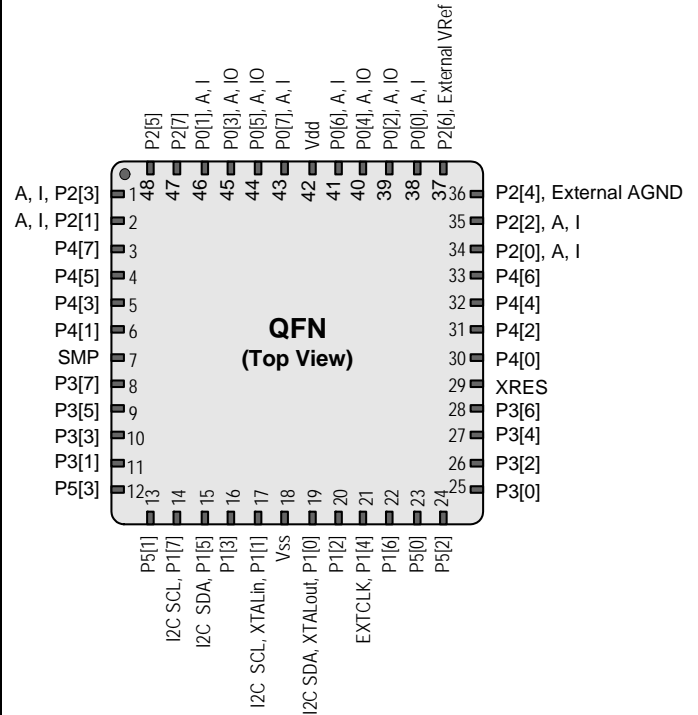 P2[5]
P2[7]
P0[1], A, I
P0[3], A, IO
P0[5], A, IO
P0[7], A, I
Vdd
P0[6], A, I
P0[4], A, IO
P0[2], A, IO
P0[0], A, I
P2[6], External VRef
48
47
46
45
44
43
42
41
40
39
38
37
A, I, P2[3]
1
A, I, P2[1]
2
P4[7]
3
P4[5]
4
P4[3]
5
P4[1]
6
SMP
7
P3[7]
8
P3[5]
9
P3[3]
10
P3[1]
11
P5[3]
12
QFN
(Top View)
36
P2[4], External AGND
35
P2[2], A, I
34
P2[0], A, I
33
P4[6]
32
P4[4]
31
P4[2]
30
P4[0]
29
XRES
28
P3[6]
27
P3[4]
26
P3[2]
25
P3[0]
13
14
15
16
17
18
19
20
21
22
23
24
P5[1]
I2C SCL, P1[7]
I2C SDA, P1[5]
P1[3]
I2C SCL, XTALin, P1[1]
Vss
I2C SDA, XTALout, P1[0]
P1[2]
EXTCLK, P1[4]
P1[6]
P5[0]
P5[2]